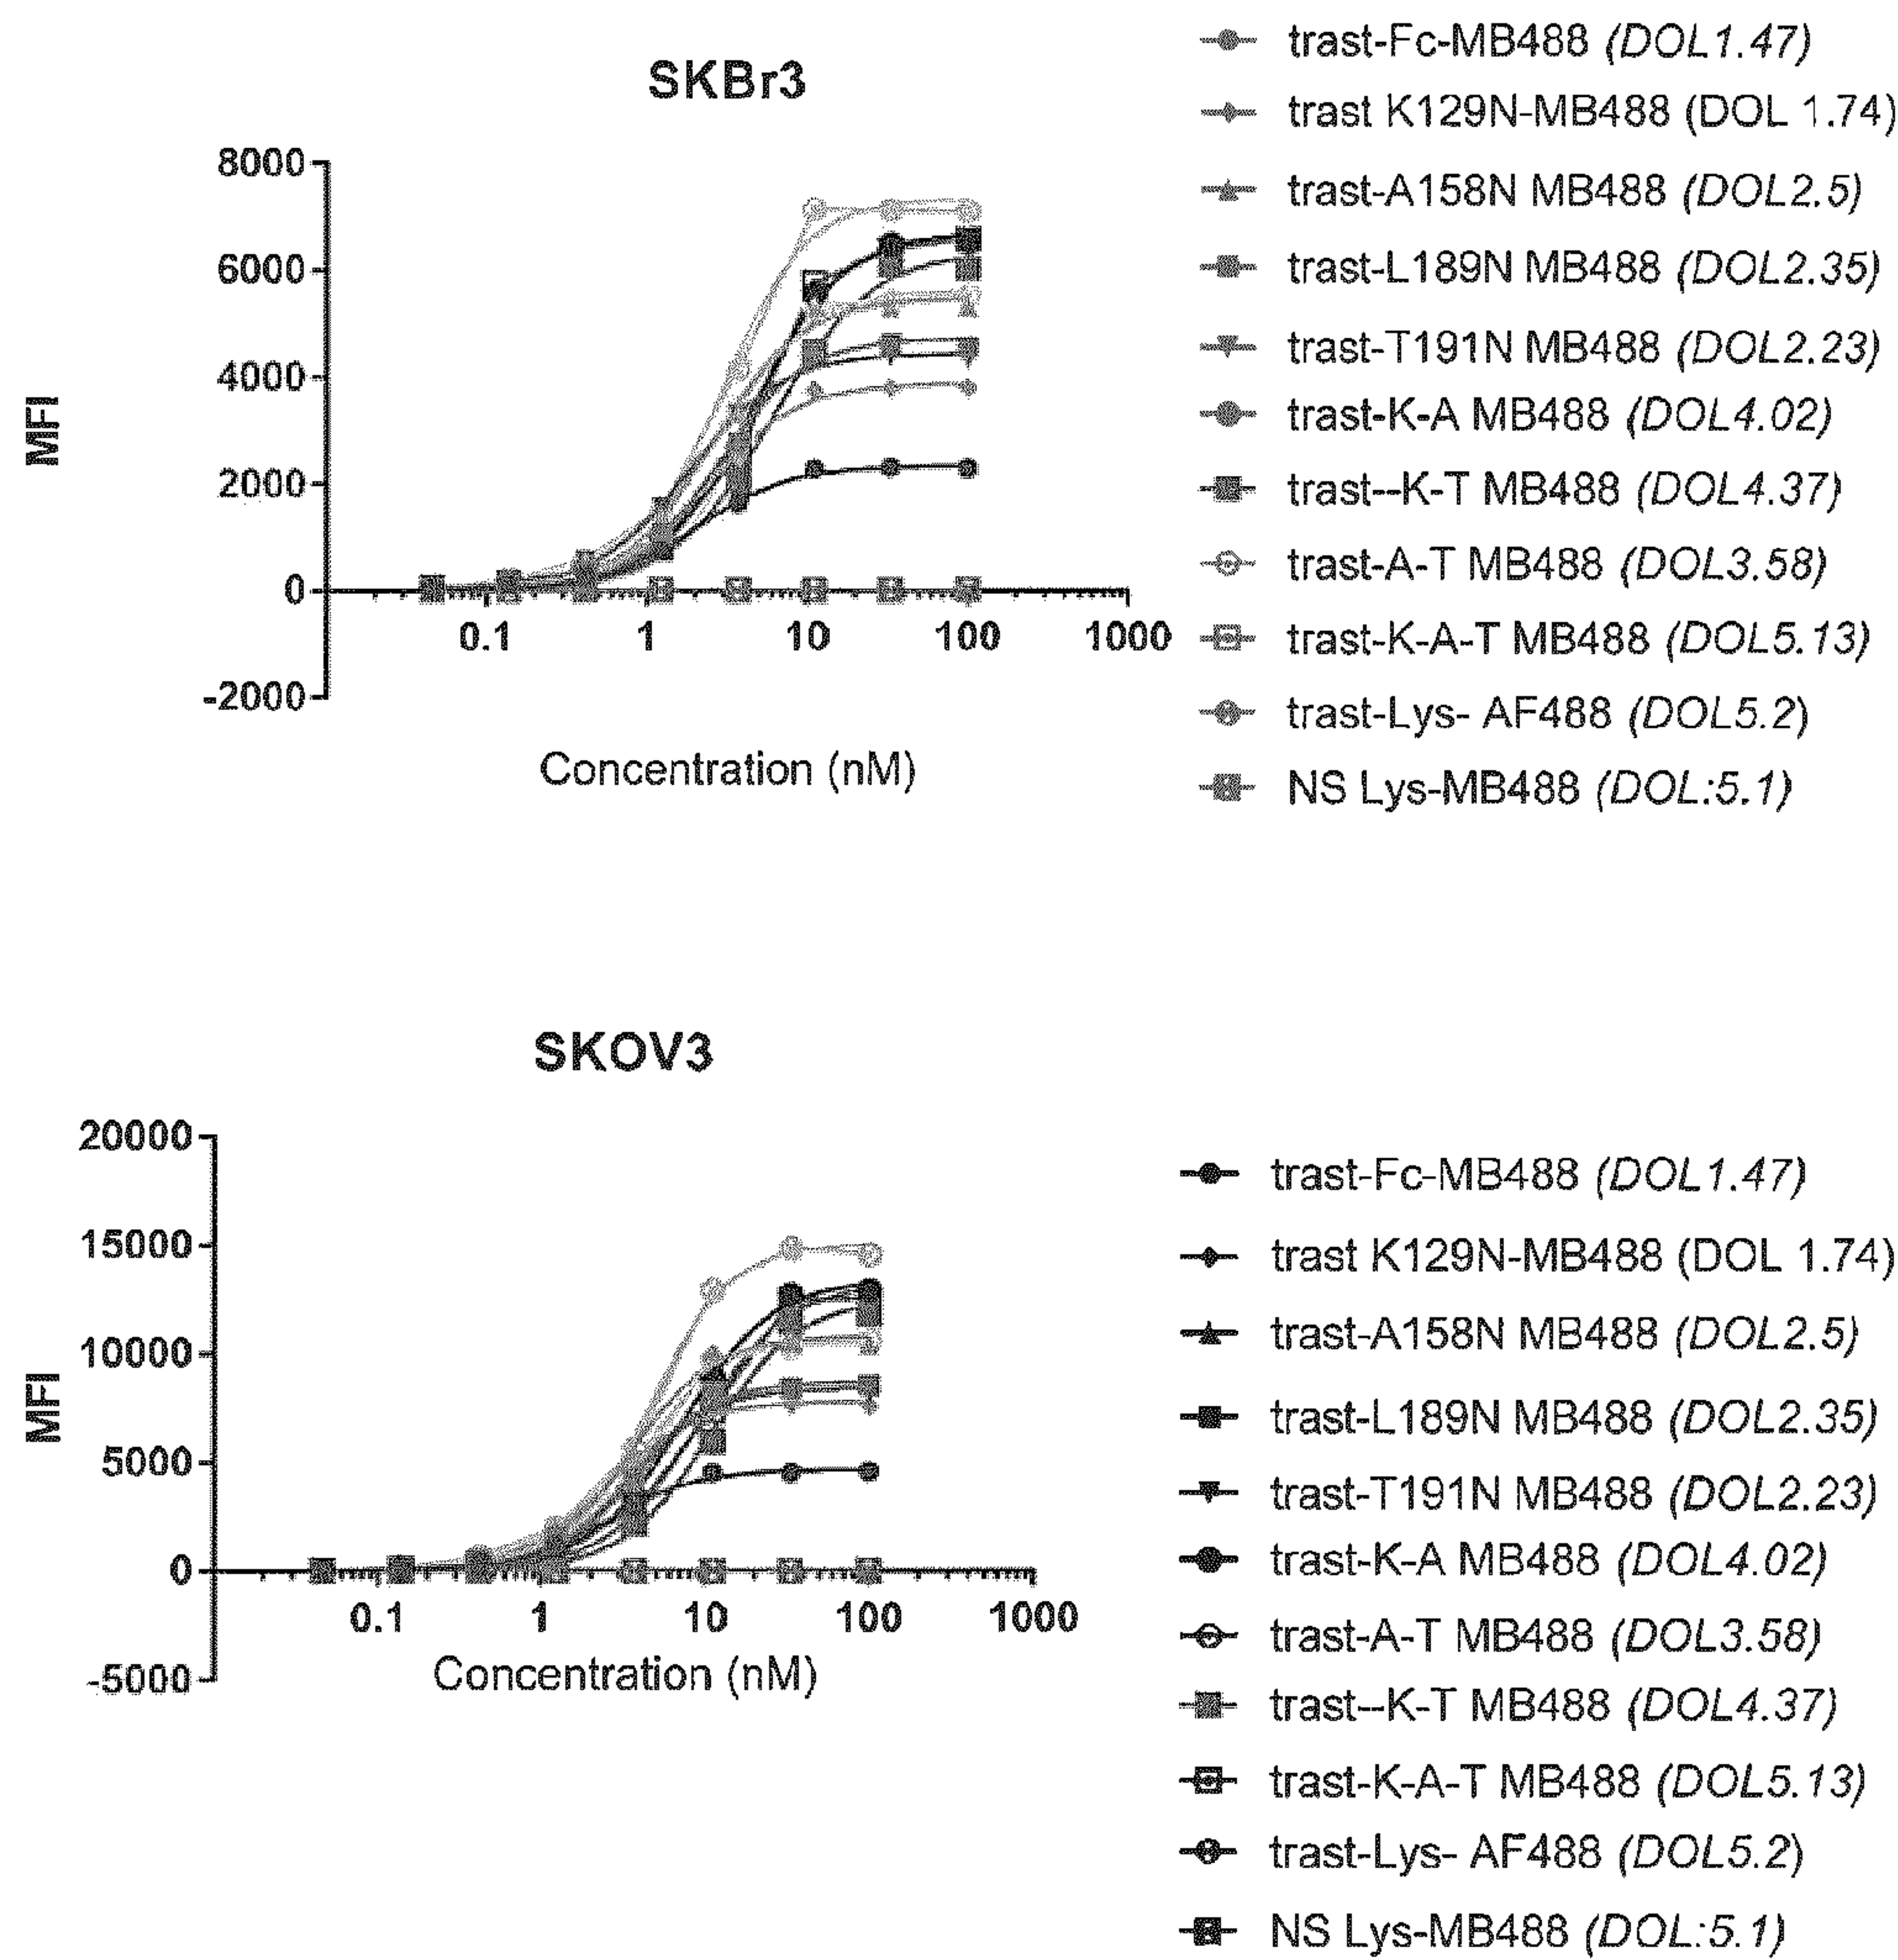 SKBr3
8000
6000
4000
2000
0
-2000
MFI
0.1 1 10 100 1000
Concentration (nM)
trast-Fc-MB488 (DOL1.47)
trast K129N-MB488 (DOL 1.74)
trast-A158N MB488 (DOL2.5)
trast-L189N MB488 (DOL2.35)
trast-T191N MB488 (DOL2.23)
trast-K-A MB488 (DOL4.02)
trast--K-T MB488 (DOL4.37)
trast-A-T MB488 (DOL3.58)
trast-K-A-T MB488 (DOL5.13)
trast-Lys- AF488 (DOL5.2)
NS Lys-MB488 (DOL:5.1)
SKOV3
20000
15000
10000
5000
0
-5000
MFI
0.1 1 10 100 1000
Concentration (nM)
trast-Fc-MB488 (DOL1.47)
trast K129N-MB488 (DOL 1.74)
trast-A158N MB488 (DOL2.5)
trast-L189N MB488 (DOL2.35)
trast-T191N MB488 (DOL2.23)
trast-K-A MB488 (DOL4.02)
trast-A-T MB488 (DOL3.58)
trast--K-T MB488 (DOL4.37)
trast-K-A-T MB488 (DOL5.13)
trast-Lys- AF488 (DOL5.2)
NS Lys-MB488 (DOL:5.1)